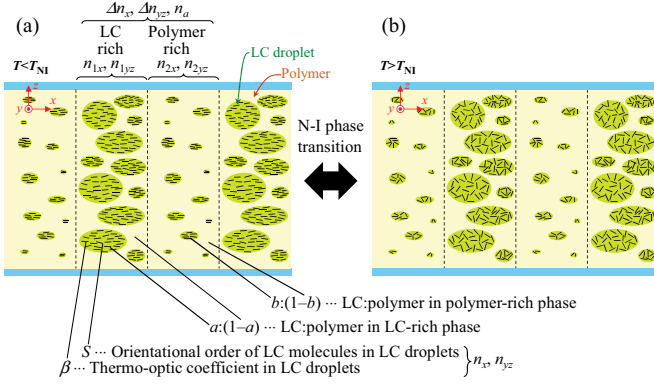 (a)
Δn_x, Δn_yz, n_a
LC rich
n_1x, n_1yz
Polymer rich
n_2x, n_2yz
T<T_NI
LC droplet
Polymer
z
y
x
N-I phase
transition
(b)
T>T_NI
z
y
x
b:(1–b) ··· LC:polymer in polymer-rich phase
a:(1–a) ··· LC:polymer in LC-rich phase
S ··· Orientational order of LC molecules in LC droplets
β ··· Thermo-optic coefficient in LC droplets
n_x, n_yz